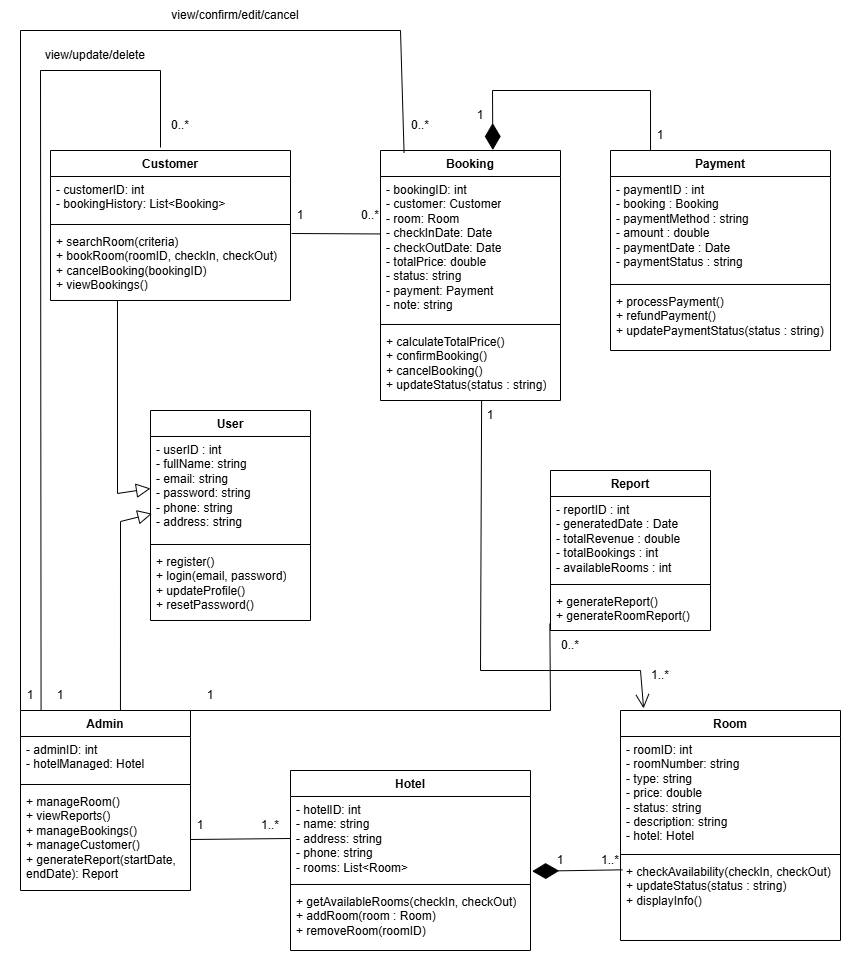 view/confirm/edit/cancel
view/update/delete
0..*
0..*
1
1
Customer
- customerID: int
- bookingHistory: List<Booking>
+ searchRoom(criteria)
+ bookRoom(roomID, checkIn, checkOut)
+ cancelBooking(bookingID)
+ viewBookings()
1
0..*
Booking
- bookingID: int
- customer: Customer
- room: Room
- checkInDate: Date
- checkOutDate: Date
- totalPrice: double
- status: string
- payment: Payment
- note: string
+ calculateTotalPrice()
+ confirmBooking()
+ cancelBooking()
+ updateStatus(status : string)
1
Payment
- paymentID : int
- booking : Booking
- paymentMethod : string
- amount : double
- paymentDate : Date
- paymentStatus : string
+ processPayment()
+ refundPayment()
+ updatePaymentStatus(status : string)
User
- userID : int
- fullName: string
- email: string
- password: string
- phone: string
- address: string
+ register()
+ login(email, password)
+ updateProfile()
+ resetPassword()
Report
- reportID : int
- generatedDate : Date
- totalRevenue : double
- totalBookings : int
- availableRooms : int
+ generateReport()
+ generateRoomReport()
0..*
1..*
1
1
1
Admin
- adminID: int
- hotelManaged: Hotel
+ manageRoom()
+ viewReports()
+ manageBookings()
+ manageCustomer()
+ generateReport(startDate,
endDate): Report
1
1..*
Hotel
- hotelID: int
- name: string
- address: string
- phone: string
- rooms: List<Room>
+ getAvailableRooms(checkIn, checkOut)
+ addRoom(room : Room)
+ removeRoom(roomID)
1
1..*
Room
- roomID: int
- roomNumber: string
- type: string
- price: double
- status: string
- description: string
- hotel: Hotel
+ checkAvailability(checkIn, checkOut)
+ updateStatus(status : string)
+ displayInfo()